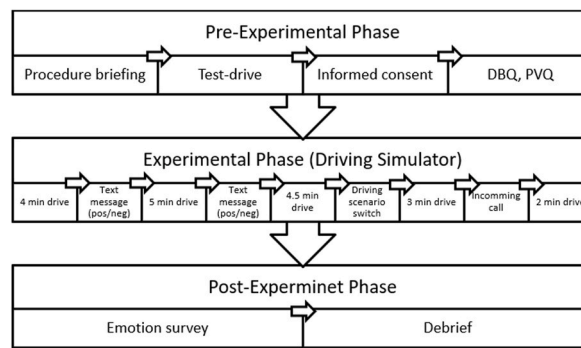 Pre-Experimental Phase
Procedure briefing
Test-drive
Informed consent
DBQ, PVQ
Experimental Phase (Driving Simulator)
4 min drive
Text
message
(pos/neg)
5 min drive
Text
message
(pos/neg)
4.5 min
drive
Driving
scenario
switch
3 min drive
Incomming
call
2 min drive
Post-Experminet Phase
Emotion survey
Debrief